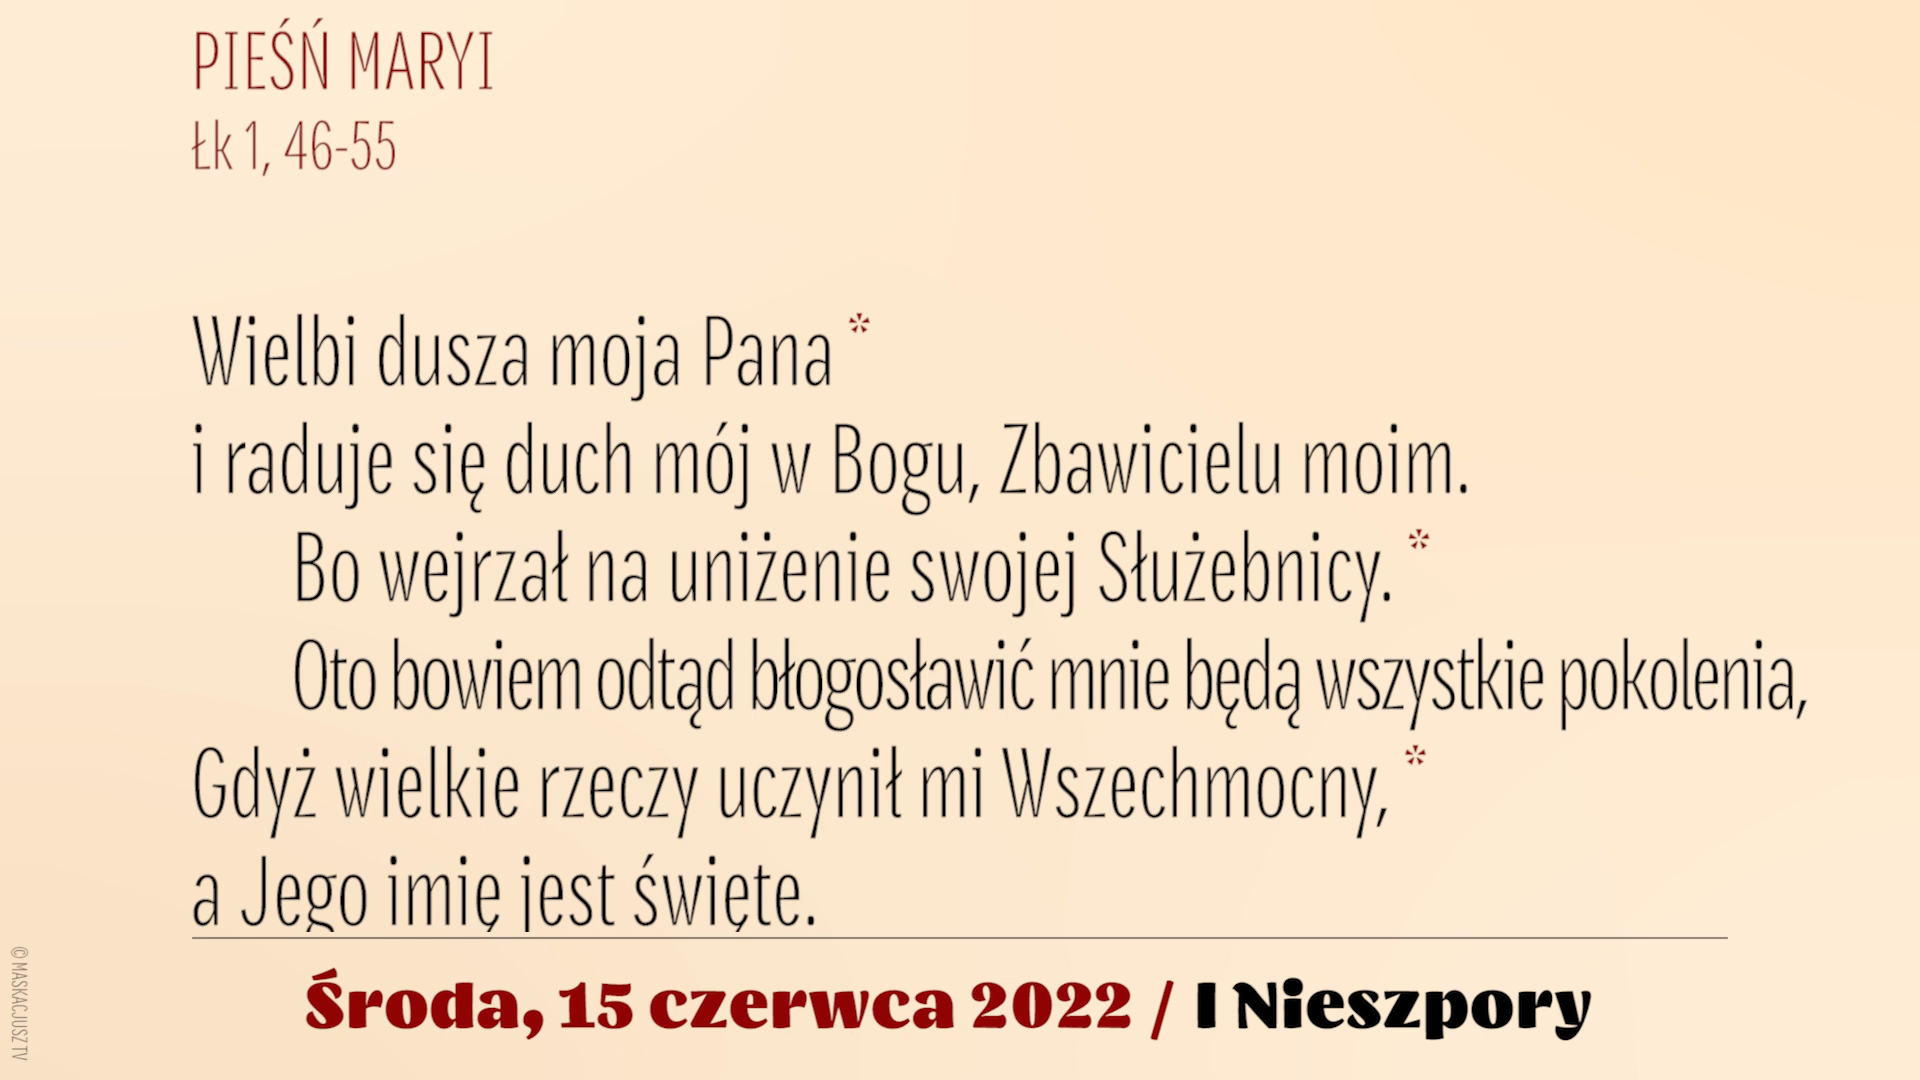 PIEŚŃ MARYI
Łk 1, 46-55
Wielbi dusza moja Pana *
i raduje się duch mój w Bogu, Zbawicielu moim.
Bo wejrzał na uniżenie swojej Służebnicy. *
Oto bowiem odtąd błogosławić mnie będą wszystkie pokolenia,
Gdyż wielkie rzeczy uczynił mi Wszechmocny, *
a Jego imię jest święte.
Środa, 15 czerwca 2022 / I Nieszpory
© MASKACJUSZ TV